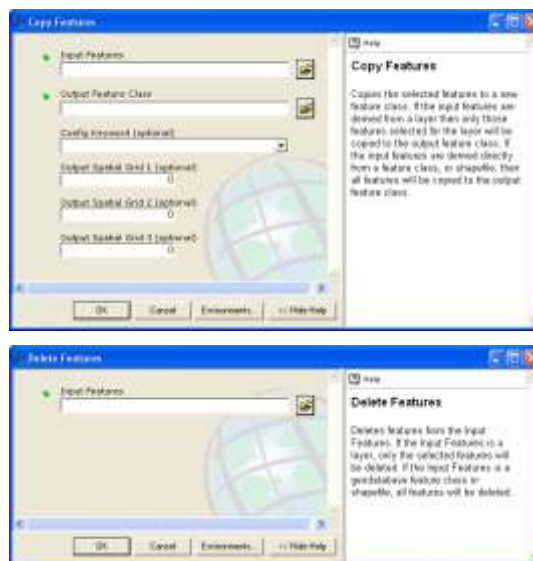 Copy Features
Input Features
Output Feature Class
Config Keyword (optional)
Output Spatial Grid 1 (optional)
0
Output Spatial Grid 2 (optional)
0
Output Spatial Grid 3 (optional)
0
OK
Cancel
Environments...
<< Hide Help
Help
Copy Features
Copies the selected features to a new
feature class. If the input features are
derived from a layer then only those
features selected for the layer will be
copied to the output feature class. If
the input features are derived directly
from a feature class, or shapefile, then
all features will be copied to the output
feature class.
Delete Features
Input Features
OK
Cancel
Environments...
<< Hide Help
Help
Delete Features
Deletes features from the Input
Features. If the Input Features is a
layer, only the selected features will
be deleted. If the Input Features is a
geodatabase feature class or
shapefile, all features will be deleted.